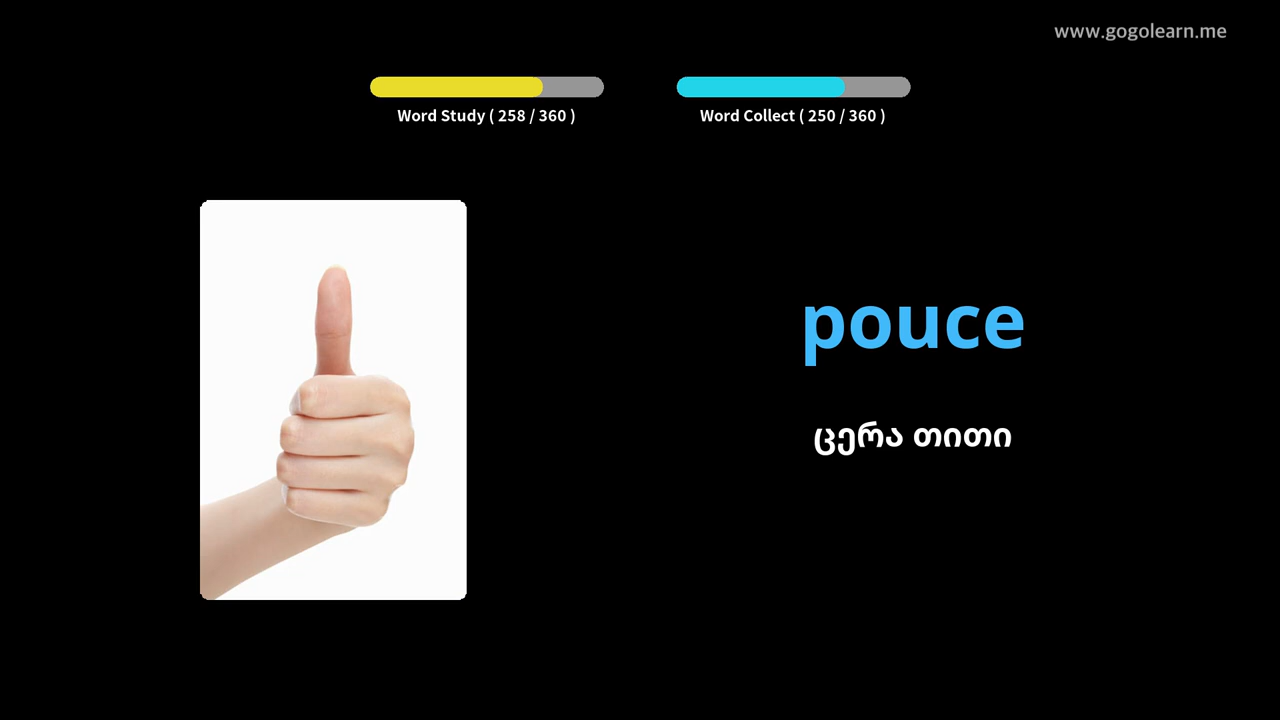 www.gogolearn.me
Word Study ( 258 / 360 )
Word Collect ( 250 / 360 )
pouce
ცერა თითი